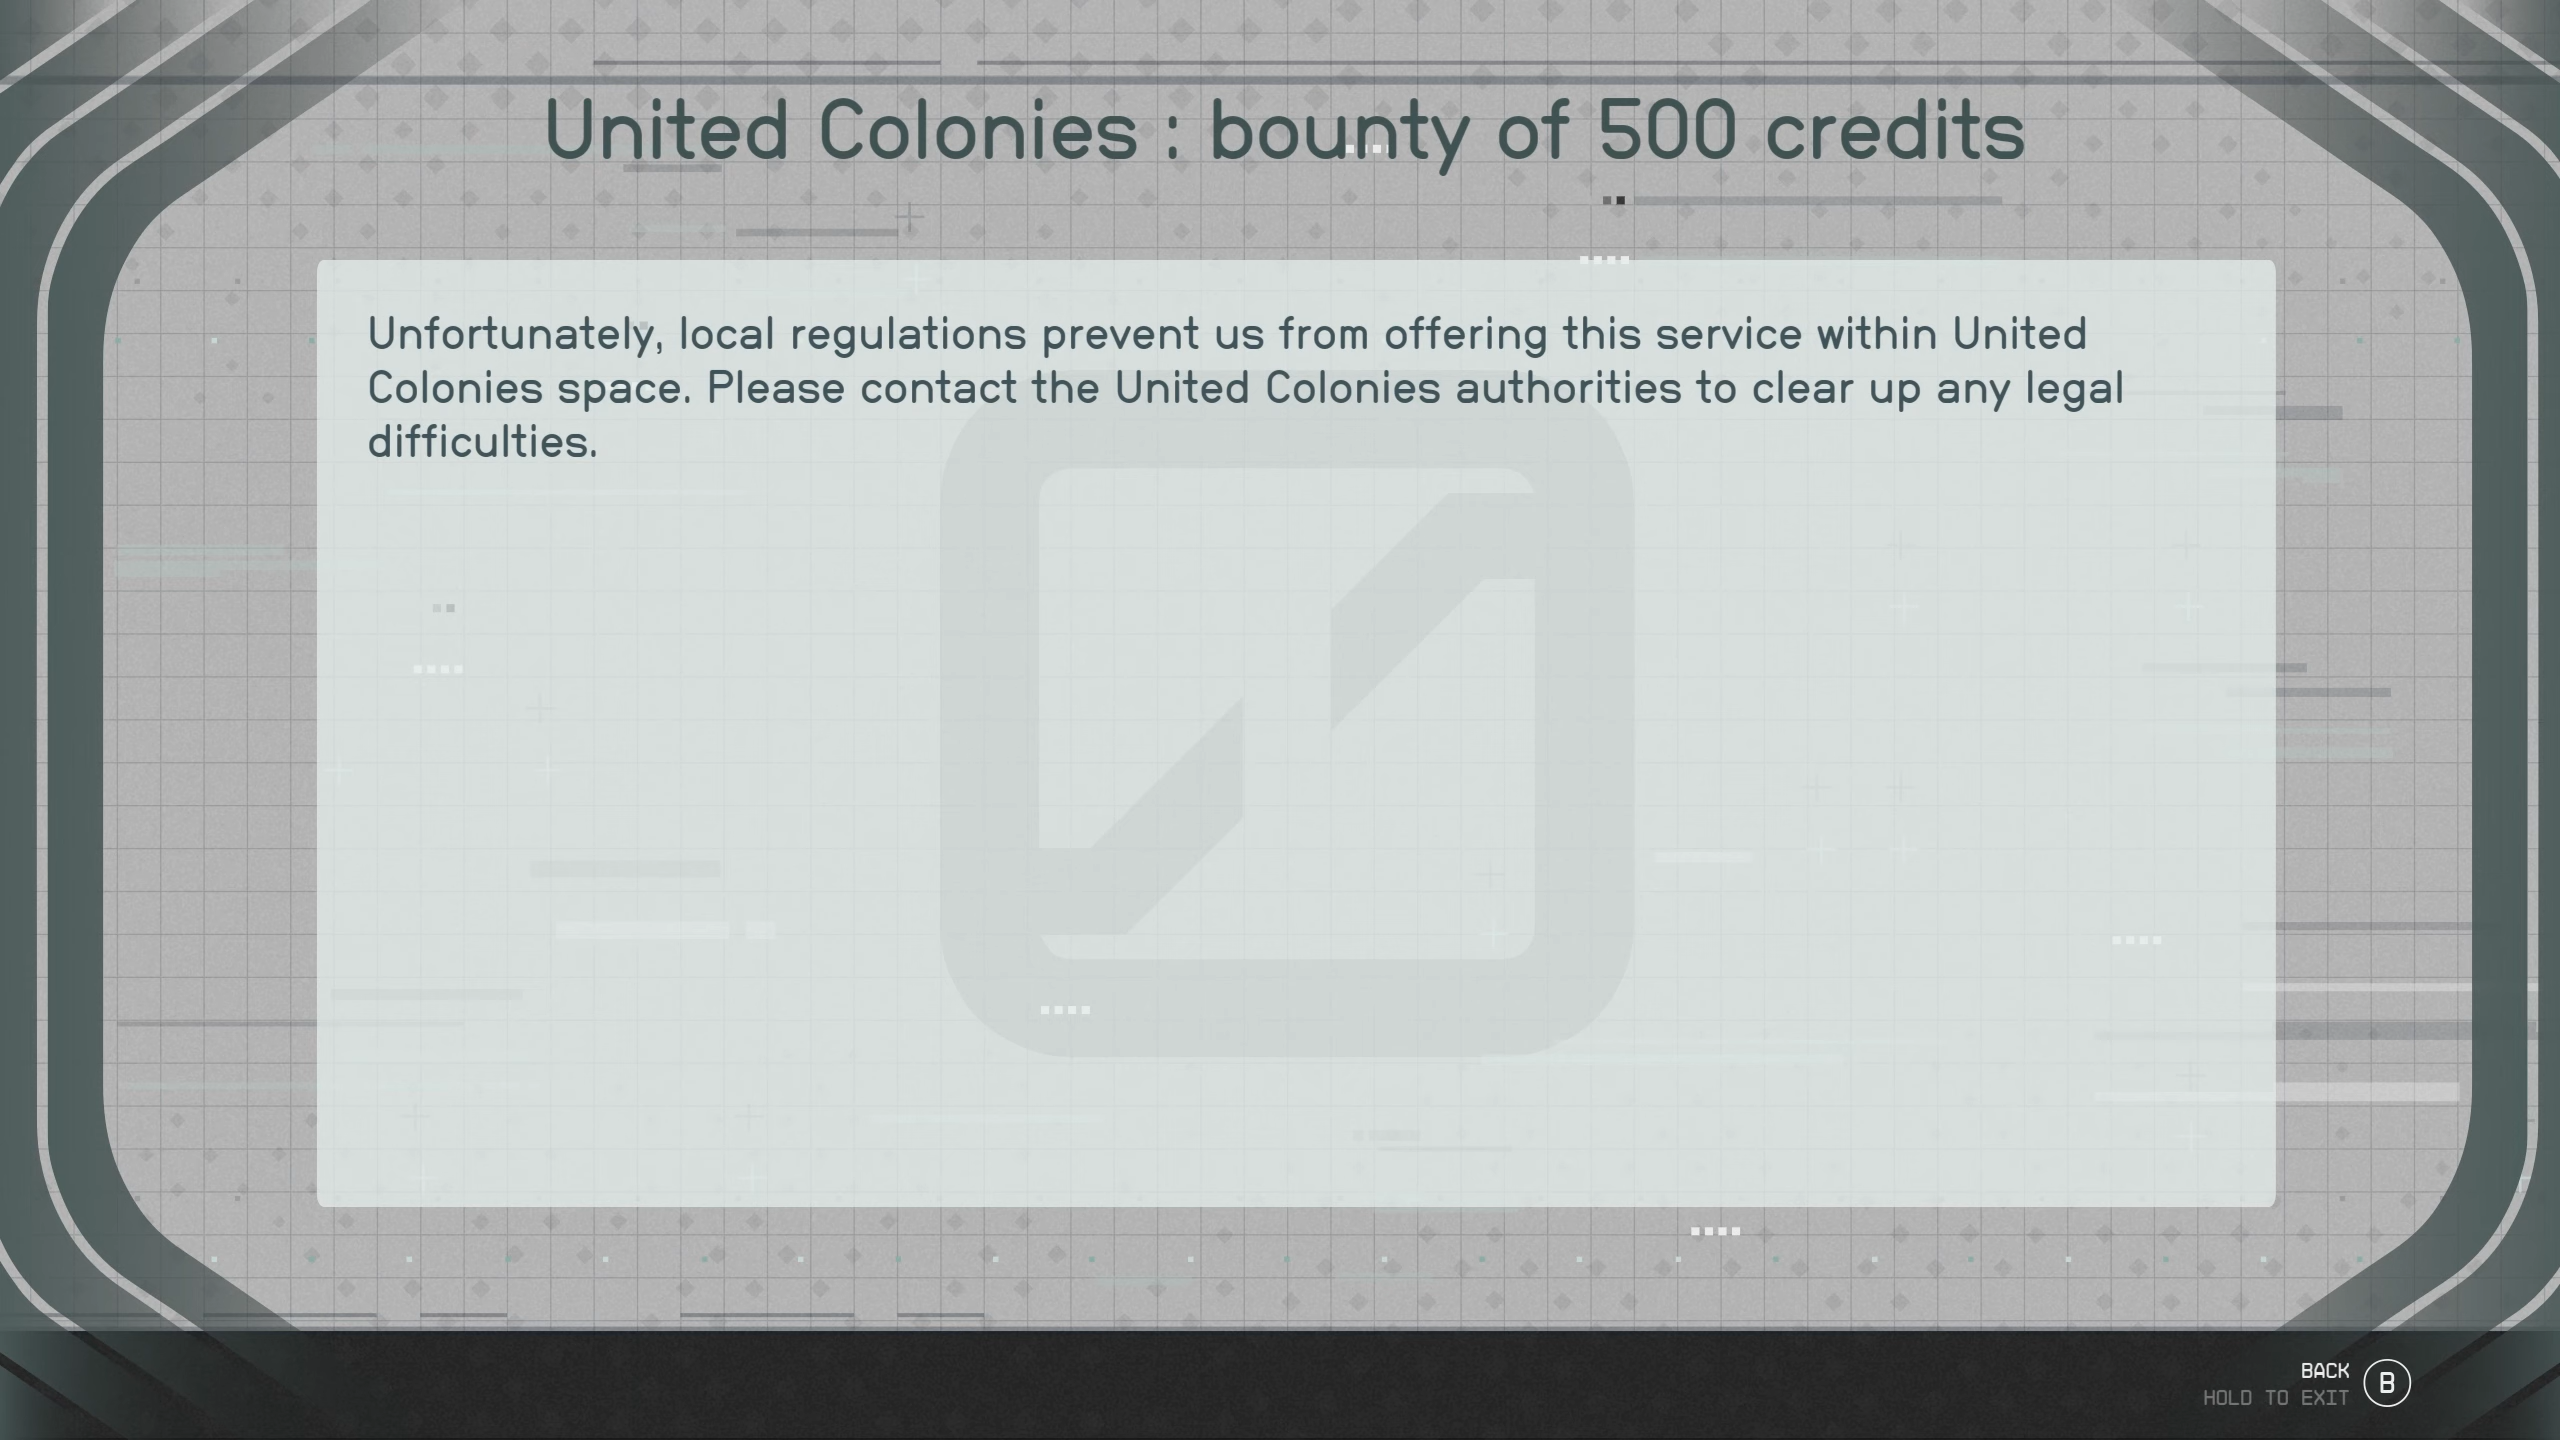 United Colonies : bounty of 500 credits
Unfortunately, local regulations prevent us from offering this service within United
Colonies space. Please contact the United Colonies authorities to clear up any legal
difficulties.
BACK
HOLD TO EXIT
B